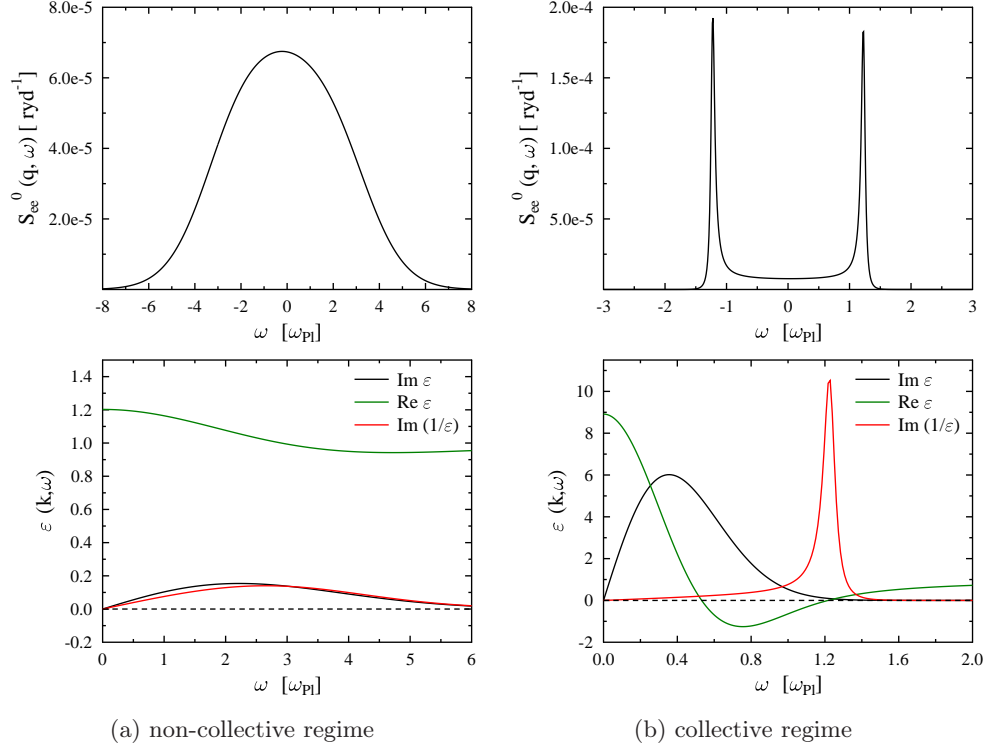 8.0e-5
6.0e-5
4.0e-5
2.0e-5
S_ee^0 (q, ω) [ ryd^-1]
-8 -6 -4 -2 0 2 4 6 8
ω [ω_Pl]
2.0e-4
1.5e-4
1.0e-4
5.0e-5
S_ee^0 (q, ω) [ ryd^-1]
-3 -2 -1 0 1 2 3
ω [ω_Pl]
1.4
1.2
1.0
0.8
0.6
0.4
0.2
0.0
-0.2
ε (k,ω)
Im ε
Re ε
Im (1/ε)
0 1 2 3 4 5 6
ω [ω_Pl]
10
8
6
4
2
0
-2
ε (k,ω)
Im ε
Re ε
Im (1/ε)
0.0 0.4 0.8 1.2 1.6 2.0
ω [ω_Pl]
(a) non-collective regime
(b) collective regime